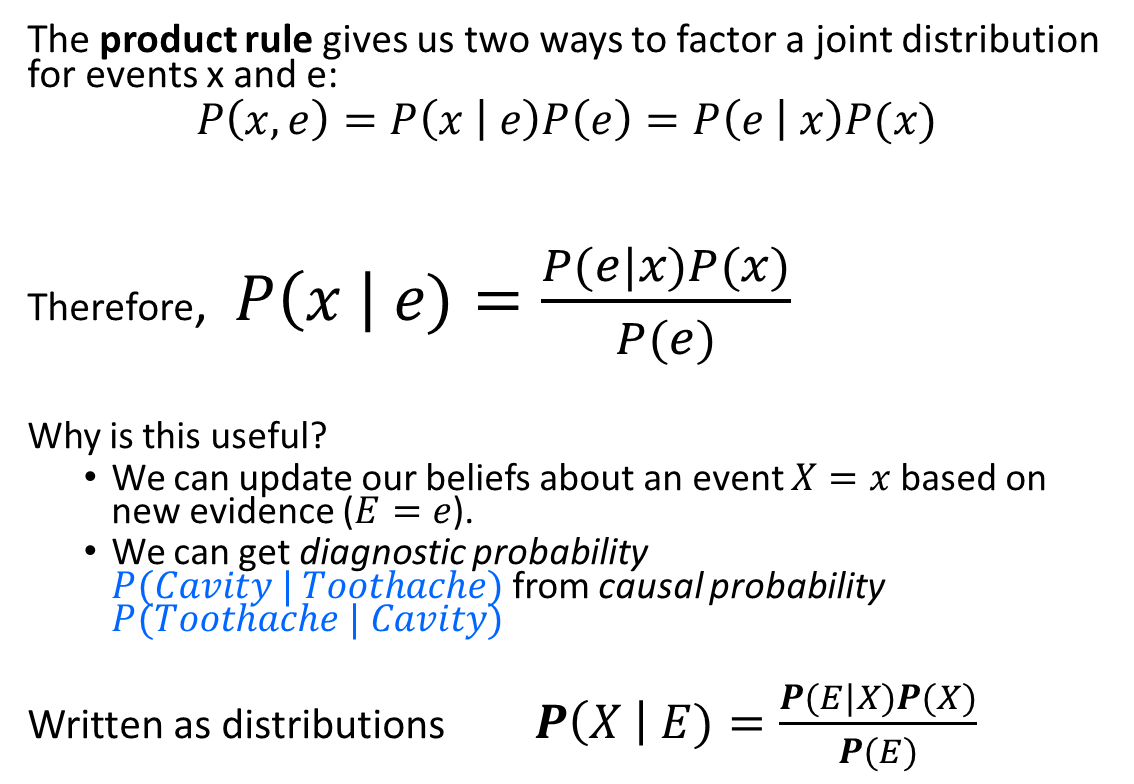 The product rule gives us two ways to factor a joint distribution
for events x and e:
P(x, e) = P(x | e)P(e) = P(e | x)P(x)
Therefore, P(x | e) = P(e|x)P(x) / P(e)
Why is this useful?
• We can update our beliefs about an event X = x based on
new evidence (E = e).
• We can get diagnostic probability
P(Cavity | Toothache) from causal probability
P(Toothache | Cavity)
Written as distributions P(X | E) = P(E|X)P(X) / P(E)